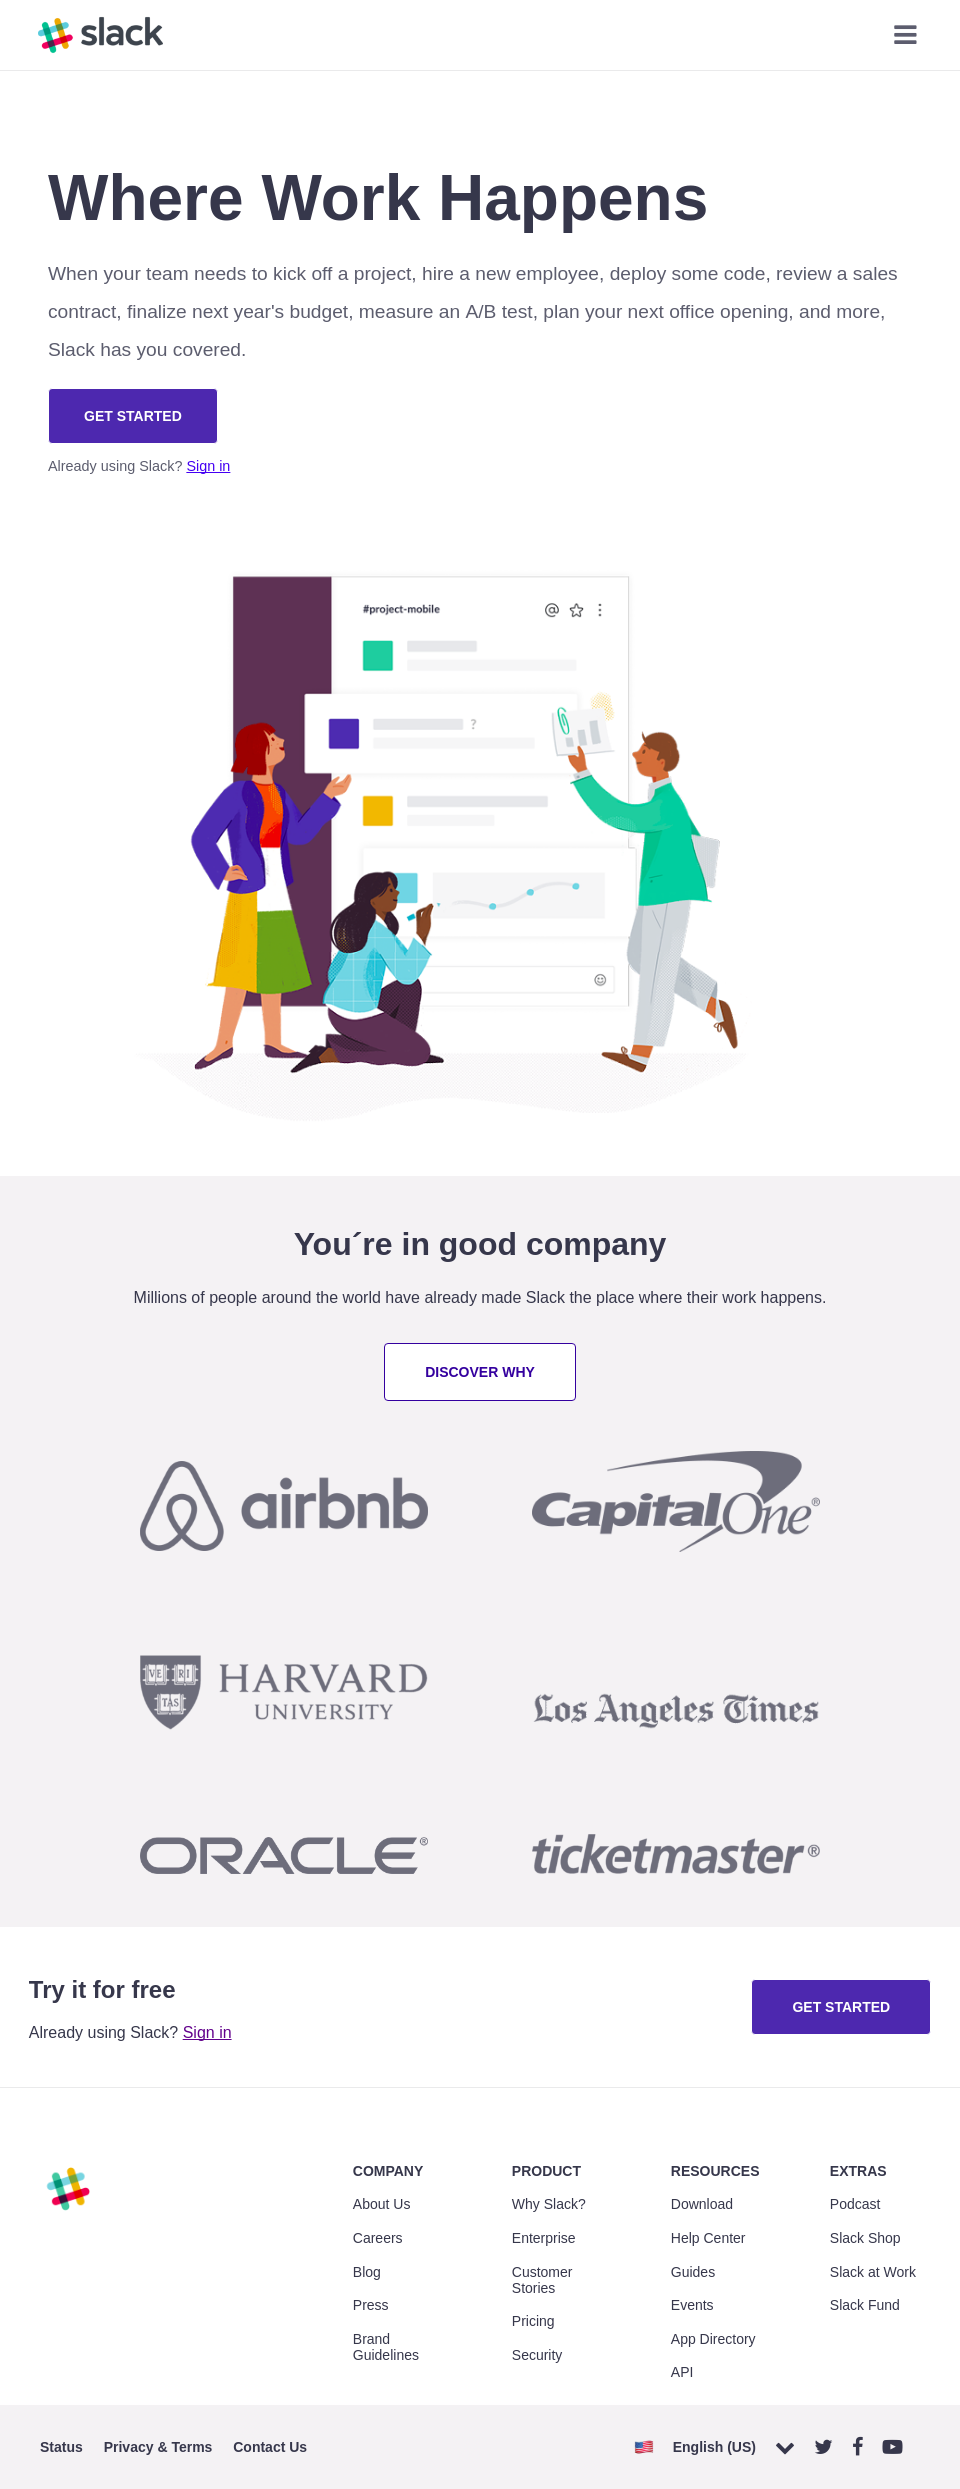 slack
Where Work Happens
When your team needs to kick off a project, hire a new employee, deploy some code, review a sales
contract, finalize next year's budget, measure an A/B test, plan your next office opening, and more,
Slack has you covered.
GET STARTED
Already using Slack? Sign in
#project-mobile
?
You´re in good company
Millions of people around the world have already made Slack the place where their work happens.
DISCOVER WHY
airbnb
Capital One®
VE RI
TAS
HARVARD
UNIVERSITY
Los Angeles Times
ORACLE®
ticketmaster®
Try it for free
Already using Slack? Sign in
GET STARTED
COMPANY
About Us
Careers
Blog
Press
Brand
Guidelines
PRODUCT
Why Slack?
Enterprise
Customer
Stories
Pricing
Security
RESOURCES
Download
Help Center
Guides
Events
App Directory
API
EXTRAS
Podcast
Slack Shop
Slack at Work
Slack Fund
Status Privacy & Terms Contact Us
English (US)